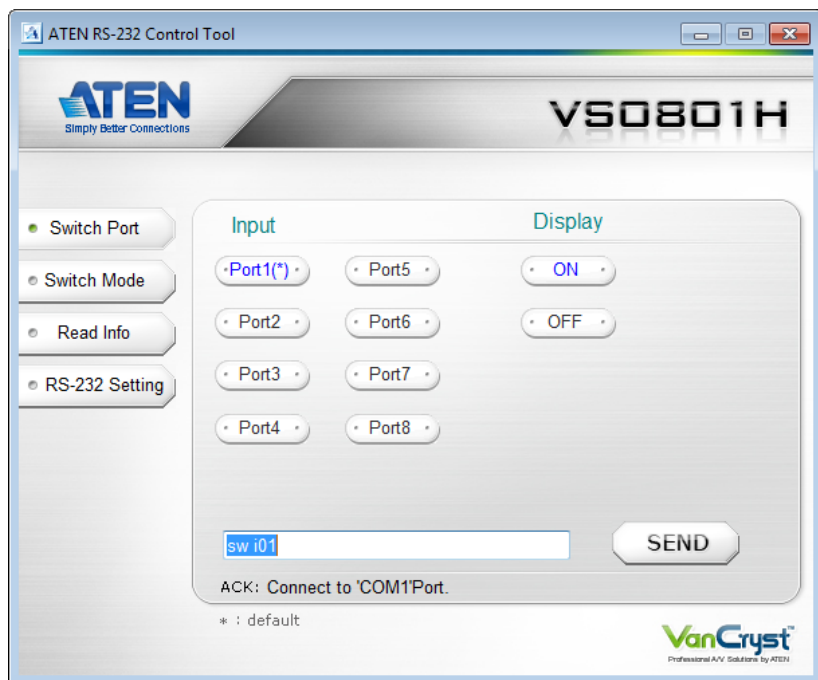 ATEN RS-232 Control Tool
ATEN
Simply Better Connections
VS0801H
Switch Port
Switch Mode
Read Info
RS-232 Setting
Input
Display
Port1(*)
Port5
ON
Port2
Port6
OFF
Port3
Port7
Port4
Port8
sw i01
SEND
ACK: Connect to 'COM1'Port.
* : default
VanCryst™
Professional A/V Solutions by ATEN